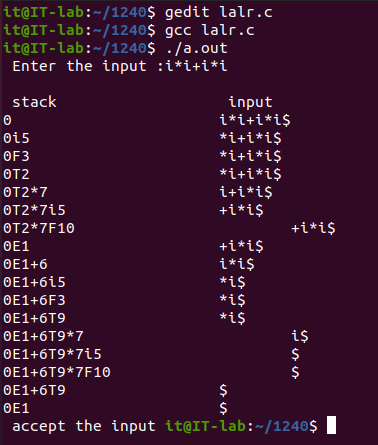 it@IT-lab:~/1240$ gedit lalr.c
it@IT-lab:~/1240$ gcc lalr.c
it@IT-lab:~/1240$ ./a.out
Enter the input :i*i+i*i
stack input
0 i*i+i*i$
0i5 *i+i*i$
0F3 *i+i*i$
0T2 *i+i*i$
0T2*7 i+i*i$
0T2*7i5 +i*i$
0T2*7F10 +i*i$
0E1 +i*i$
0E1+6 i*i$
0E1+6i5 *i$
0E1+6F3 *i$
0E1+6T9 *i$
0E1+6T9*7 i$
0E1+6T9*7i5 $
0E1+6T9*7F10 $
0E1+6T9 $
0E1 $
accept the input it@IT-lab:~/1240$